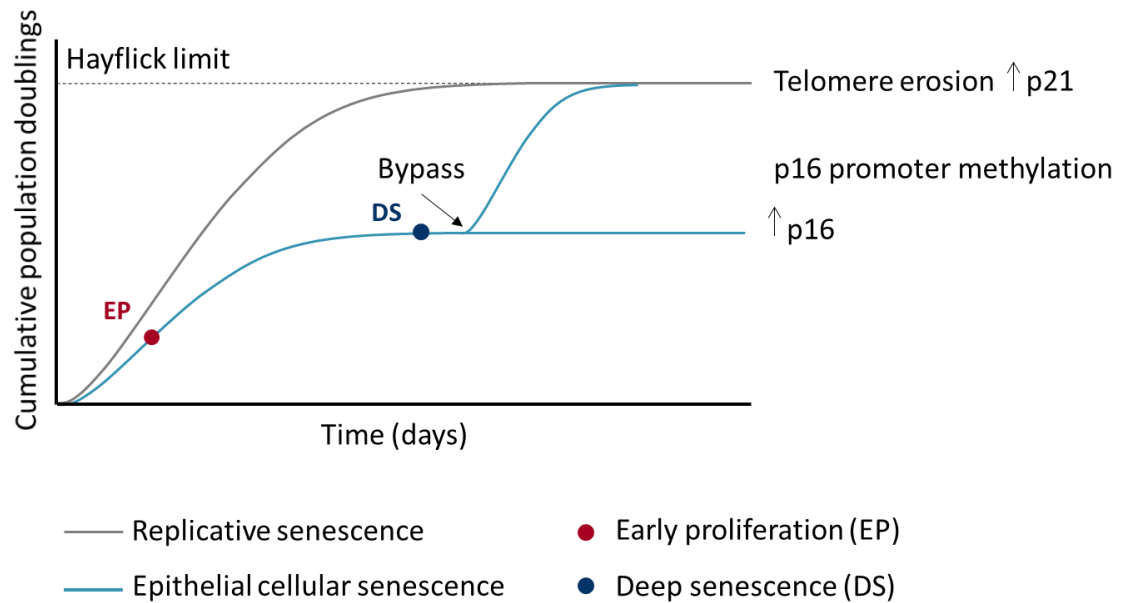 Cumulative population doublings
Hayflick limit
Telomere erosion ↑ p21
Bypass
p16 promoter methylation
DS
↑ p16
EP
Time (days)
Replicative senescence
Early proliferation (EP)
Epithelial cellular senescence
Deep senescence (DS)